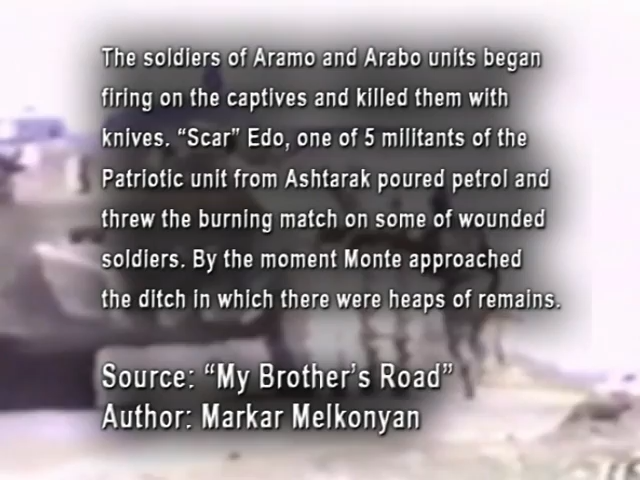 The soldiers of Aramo and Arabo units began
firing on the captives and killed them with
knives. “Scar” Edo, one of 5 militants of the
Patriotic unit from Ashtarak poured petrol and
threw the burning match on some of wounded
soldiers. By the moment Monte approached
the ditch in which there were heaps of remains.
Source: “My Brother’s Road”
Author: Markar Melkonyan